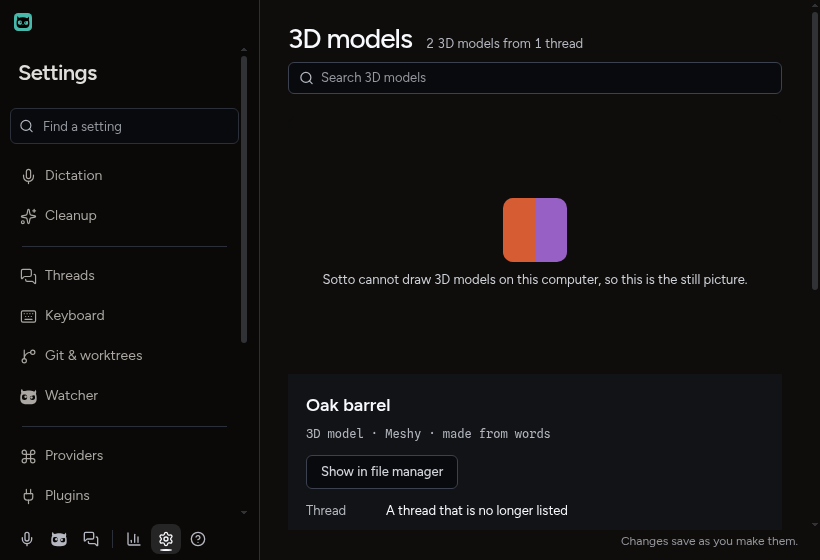 Settings
Find a setting
Dictation
Cleanup
Threads
Keyboard
Git & worktrees
Watcher
Providers
Plugins
3D models
2 3D models from 1 thread
Search 3D models
Sotto cannot draw 3D models on this computer, so this is the still picture.
Oak barrel
3D model · Meshy · made from words
Show in file manager
Thread A thread that is no longer listed
Changes save as you make them.